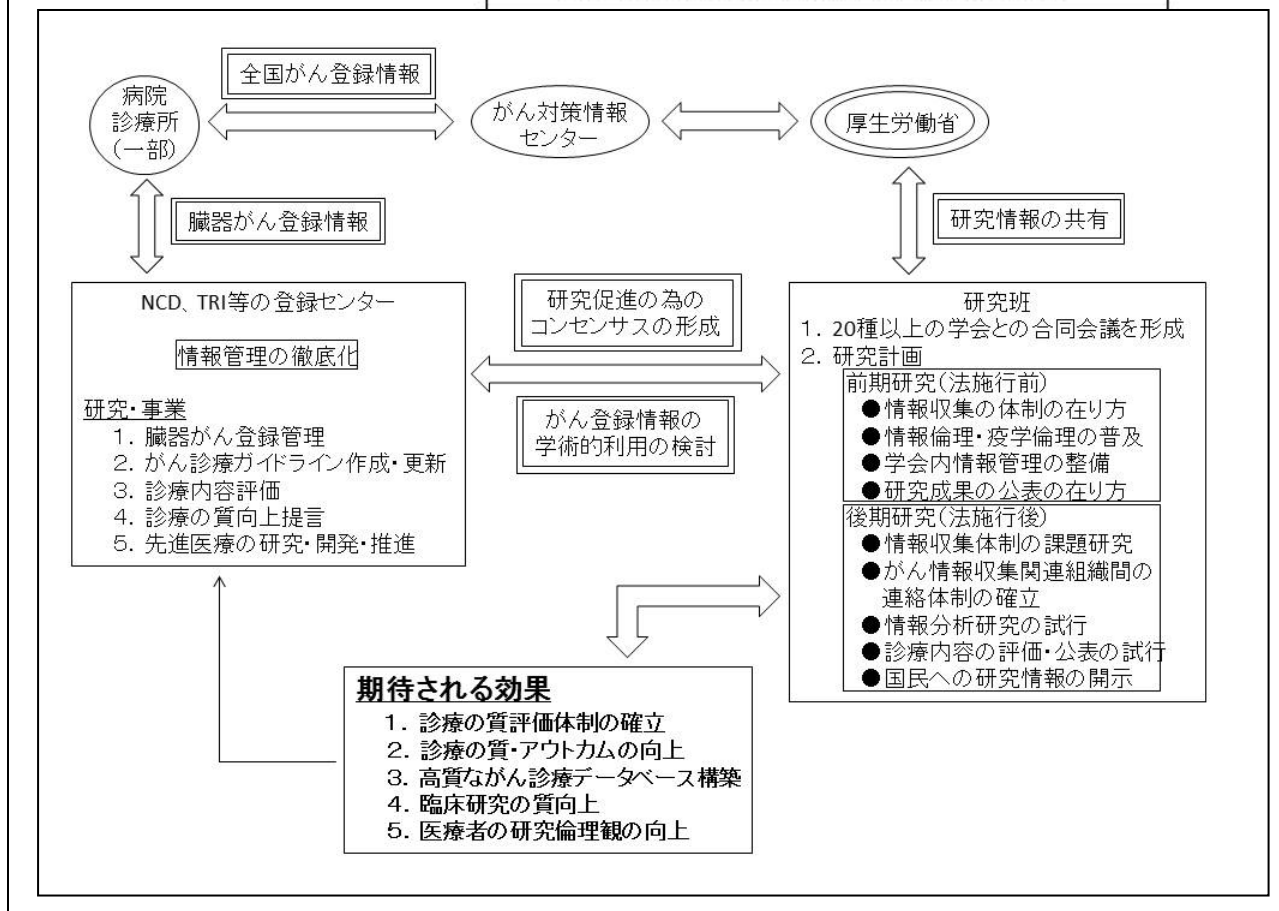 全国がん登録情報
病院
診療所
(一部)
がん対策情報
センター
厚生労働省
臓器がん登録情報
研究情報の共有
NCD、TRI等の登録センター
情報管理の徹底化
研究・事業
1. 臓器がん登録管理
2. がん診療ガイドライン作成・更新
3. 診療内容評価
4. 診療の質向上提言
5. 先進医療の研究・開発・推進
研究促進の為の
コンセンサスの形成
がん登録情報の
学術的利用の検討
研究班
1. 20種以上の学会との合同会議を形成
2. 研究計画
前期研究(法施行前)
●情報収集の体制の在り方
●情報倫理・疫学倫理の普及
●学会内情報管理の整備
●研究成果の公表の在り方
後期研究(法施行後)
●情報収集体制の課題研究
●がん情報収集関連組織間の
連絡体制の確立
●情報分析研究の試行
●診療内容の評価・公表の試行
●国民への研究情報の開示
期待される効果
1. 診療の質評価体制の確立
2. 診療の質・アウトカムの向上
3. 高質ながん診療データベース構築
4. 臨床研究の質向上
5. 医療者の研究倫理観の向上